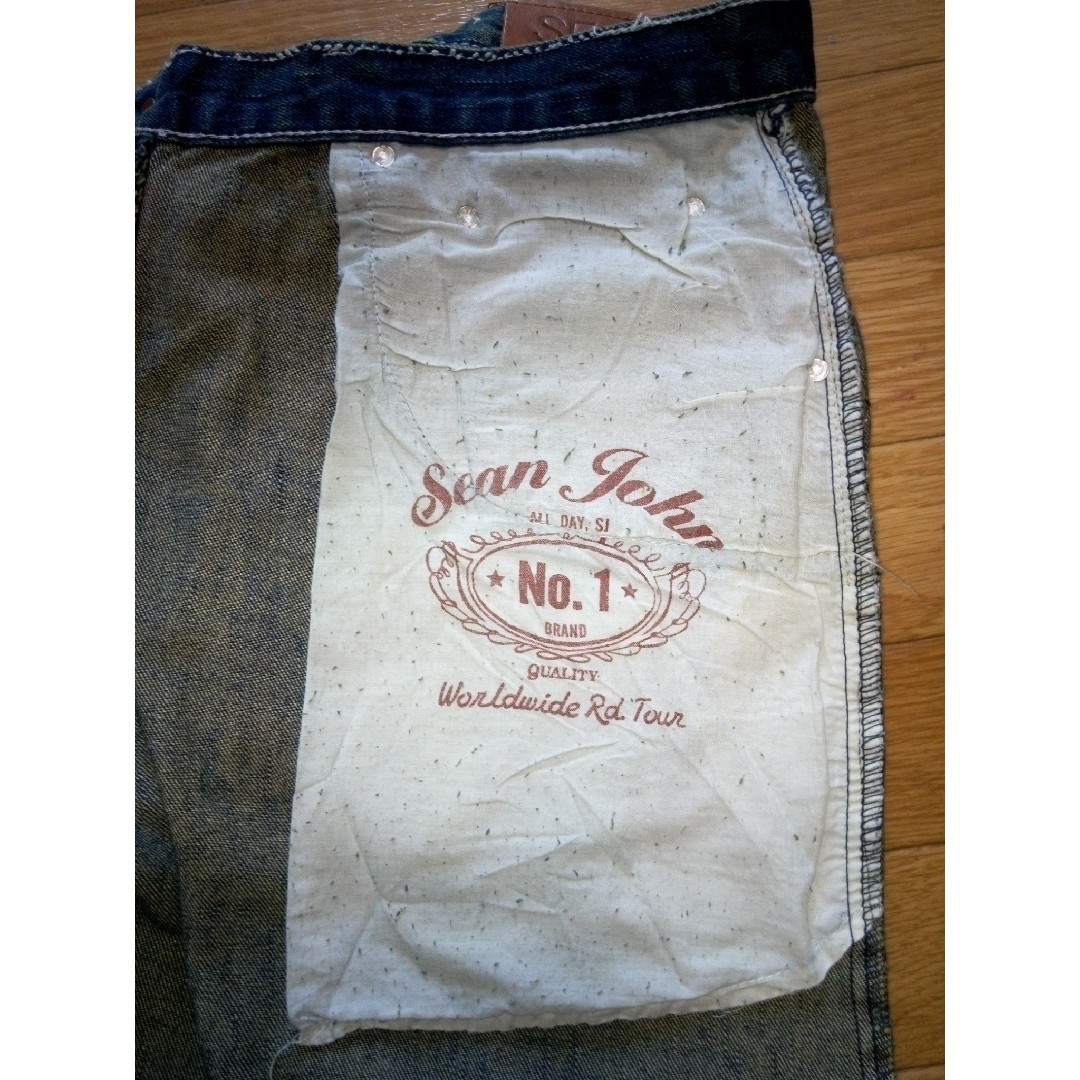 Sean John
ALL DAY, SJ
No. 1
BRAND
QUALITY
Worldwide Rd. Tour